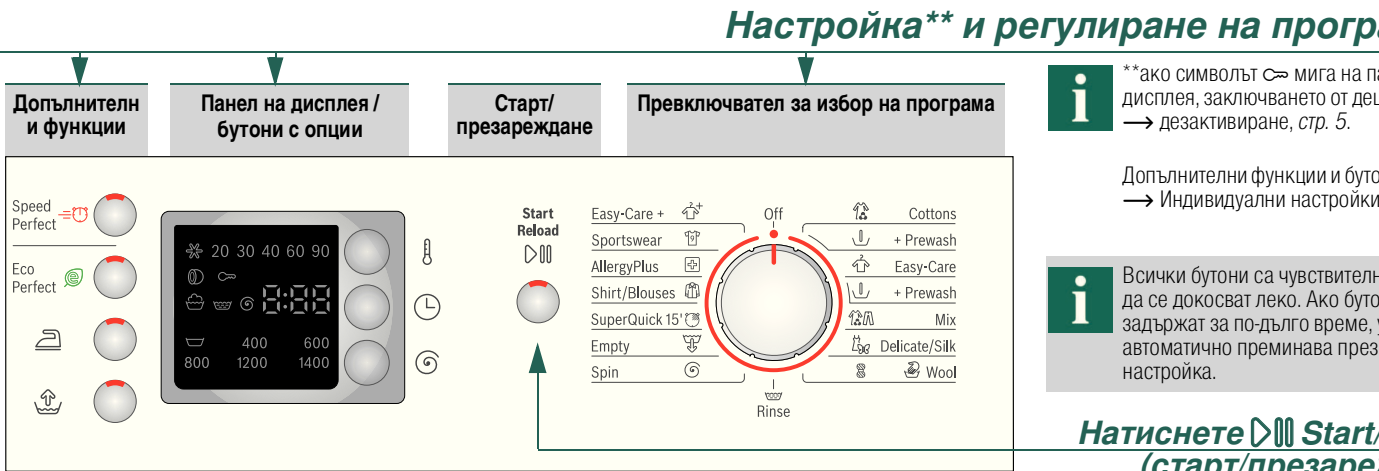 Настройка** и регулиране на програ
Допълнителн
и функции
Панел на дисплея /
бутони с опции
Старт/
презареждане
Превключвател за избор на програма
**ако символът мига на па
дисплея, заключването от дец
→ дезактивиране, стр. 5.
Допълнителни функции и буто
→ Индивидуални настройки
Всички бутони са чувствителн
да се докосват леко. Ако буто
задържат за по-дълго време, у
автоматично преминава през
настройка.
Speed
Perfect
Eco
Perfect
20 30 40 60 90
8:88
400 600
800 1200 1400
Start
Reload
Easy-Care +
Sportswear
AllergyPlus
Shirt/Blouses
SuperQuick 15'
Empty
Spin
Off
Cottons
+ Prewash
Easy-Care
+ Prewash
Mix
Delicate/Silk
Wool
Rinse
Натиснете Start/
(старт/презаре